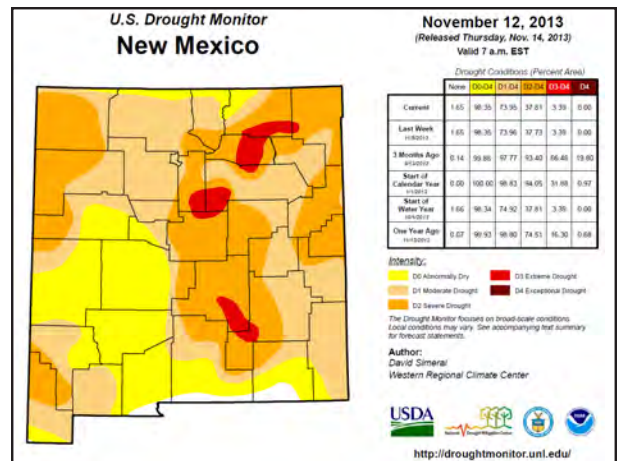 U.S. Drought Monitor
New Mexico
November 12, 2013
(Released Thursday, Nov. 14, 2013)
Valid 7 a.m. EST
Drought Conditions (Percent Area)
None D0-D4 D1-D4 D2-D4 D3-D4 D4
Current 1.65 98.35 73.95 37.81 3.39 0.00
Last Week 1.65 98.35 73.96 37.73 3.39 0.00
3 Months Ago 0.14 99.86 97.77 93.40 66.46
Start of
Calendar Year 0.00 100.00 98.83 94.05 31.88 0.97
Start of
Water Year 1.66 98.34 74.92 37.81 3.39 0.00
One Year Ago 0.07 99.93 98.80 74.51 16.30 0.68
Intensity:
D0 Abnormally Dry
D1 Moderate Drought
D2 Severe Drought
D3 Extreme Drought
D4 Exceptional Drought
The Drought Monitor focuses on broad-scale conditions.
Local conditions may vary. See accompanying text summary
for forecast statements.
Author:
David Simeral
Western Regional Climate Center
USDA
National Drought Mitigation Center
http://droughtmonitor.unl.edu/